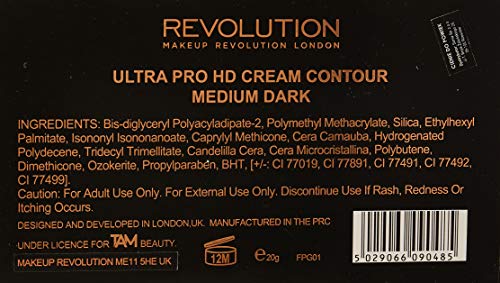 REVOLUTION
MAKEUP REVOLUTION LONDON
ULTRA PRO HD CREAM CONTOUR
MEDIUM DARK
INGREDIENTS: Bis-diglyceryl Polyacyladipate-2, Polymethyl Methacrylate, Silica, Ethylhexyl
Palmitate, Isononyl Isononanoate, Caprylyl Methicone, Cera Carnauba, Hydrogenated
Polydecene, Tridecyl Trimellitate, Candelilla Cera, Cera Microcristallina, Polybutene,
Dimethicone, Ozokerite, Propylparaben, BHT, [+/-: CI 77019, CI 77891, CI 77491, CI 77492,
CI 77499].
Caution: For Adult Use Only. For External Use Only. Discontinue Use If Rash, Redness Or
Itching Occurs.
DESIGNED AND DEVELOPED IN LONDON,UK. MANUFACTURED IN THE PRC
UNDER LICENCE FOR TAM BEAUTY.
MAKEUP REVOLUTION ME11 5HE UK
12M
e20g
FPG01
5 029066 090485